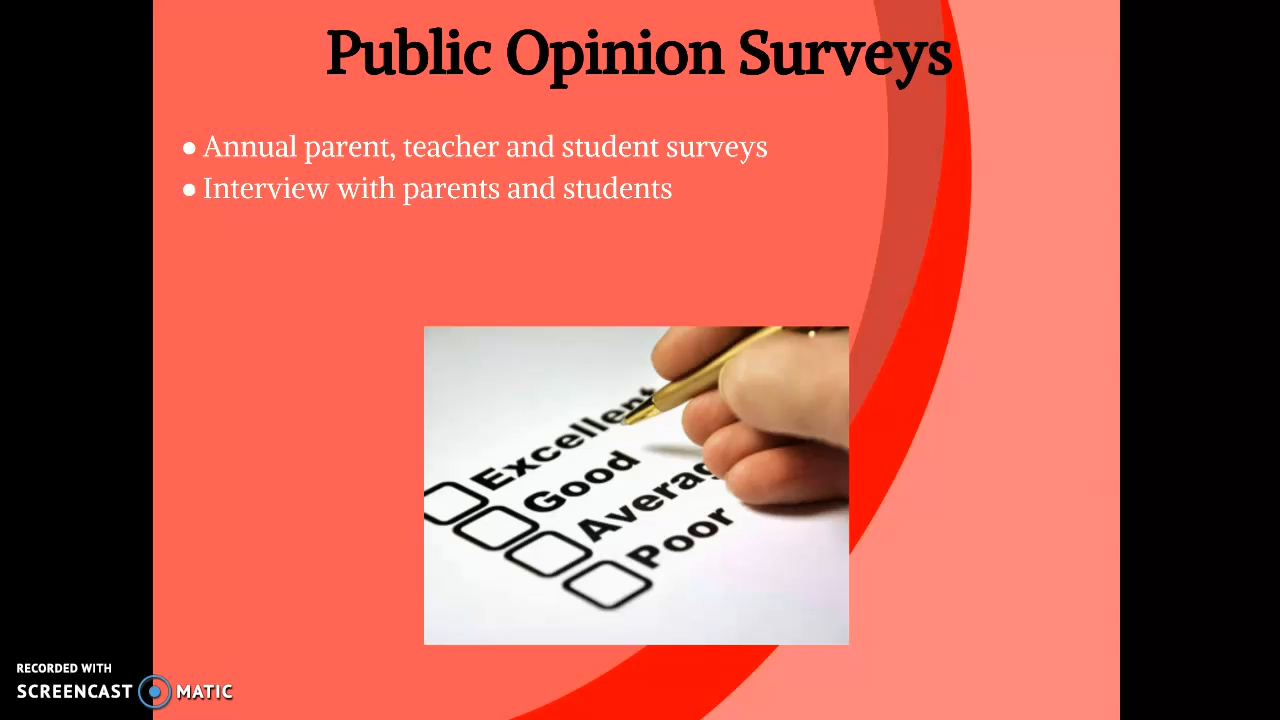 Public Opinion Surveys
● Annual parent, teacher and student surveys
● Interview with parents and students
Excellent
Good
Averag
Poor
RECORDED WITH
SCREENCAST MATIC